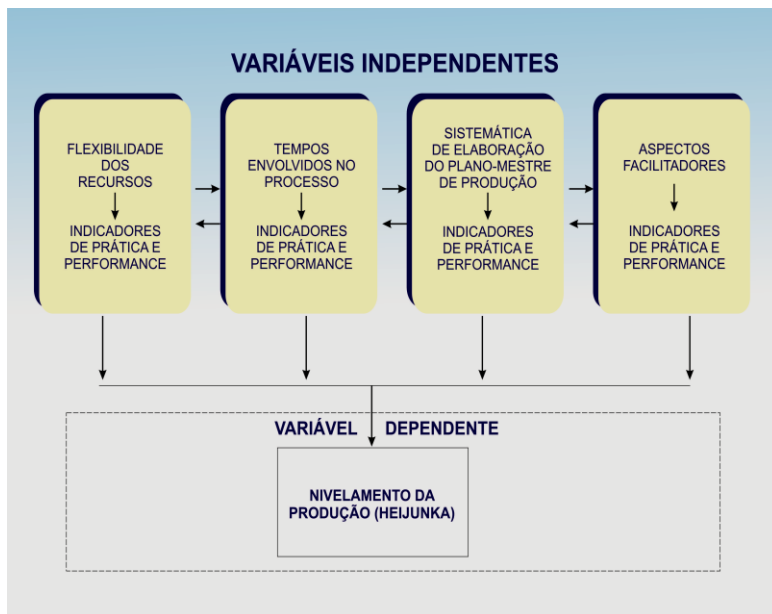 VARIÁVEIS INDEPENDENTES
FLEXIBILIDADE
DOS
RECURSOS
INDICADORES
DE PRÁTICA E
PERFORMANCE
TEMPOS
ENVOLVIDOS NO
PROCESSO
INDICADORES
DE PRÁTICA E
PERFORMANCE
SISTEMÁTICA
DE ELABORAÇÃO
DO PLANO-MESTRE
DE PRODUÇÃO
INDICADORES
DE PRÁTICA E
PERFORMANCE
ASPECTOS
FACILITADORES
INDICADORES
DE PRÁTICA E
PERFORMANCE
VARIÁVEL DEPENDENTE
NIVELAMENTO DA
PRODUÇÃO (HEIJUNKA)